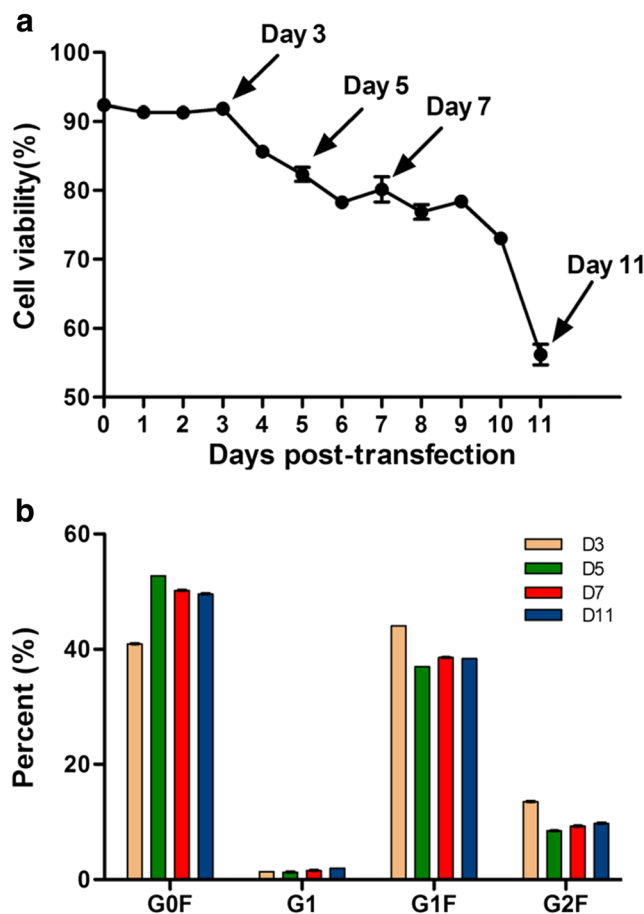 a
Day 3
Day 5
Day 7
Day 11
Cell viability(%)
100
90
80
70
60
50
0 1 2 3 4 5 6 7 8 9 10 11
Days post-transfection
b
Percent (%)
60
40
20
0
D3
D5
D7
D11
G0F G1 G1F G2F